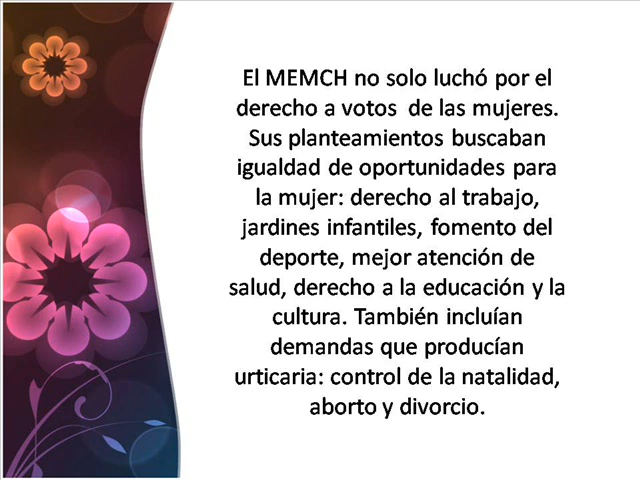 El MEMCH no solo luchó por el
derecho a votos  de las mujeres.
Sus planteamientos buscaban
igualdad de oportunidades para
la mujer: derecho al trabajo,
jardines infantiles, fomento del
deporte, mejor atención de
salud, derecho a la educación y la
cultura. También incluían
demandas que producían
urticaria: control de la natalidad,
aborto y divorcio.